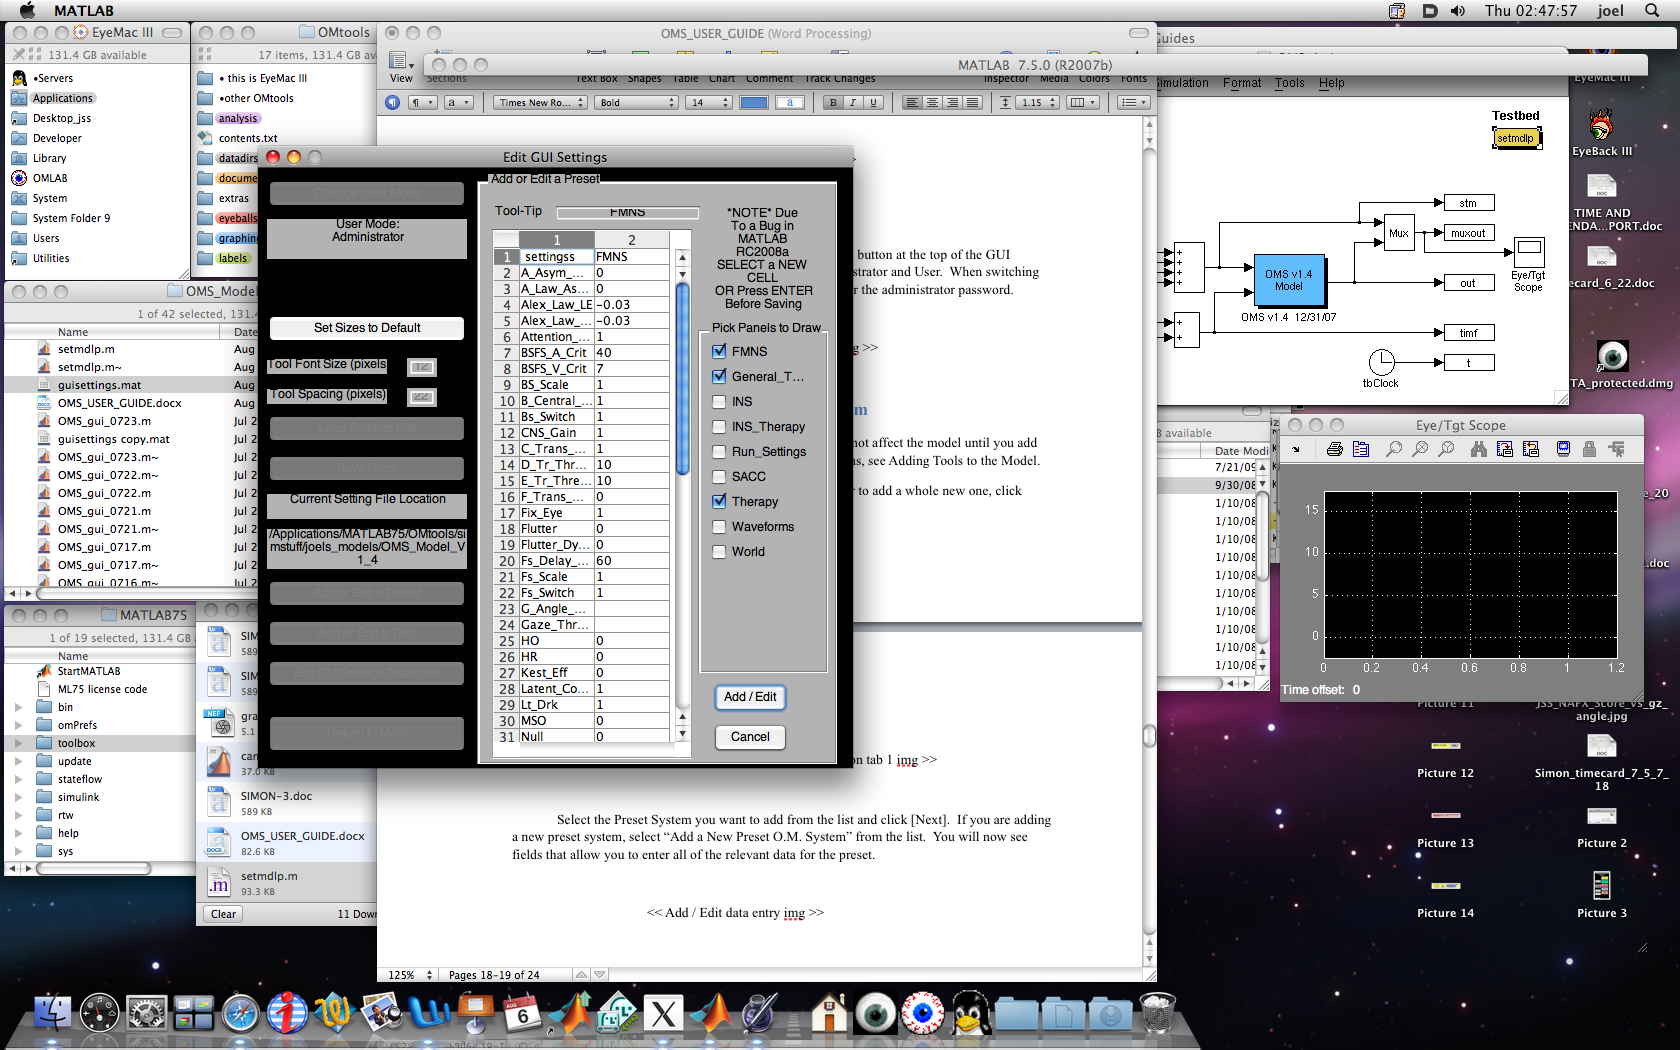 MATLAB
Thu 02:47:57 joel
EyeMac III
131.4 GB available
•Servers
Applications
Desktop_jss
Developer
Library
OMLAB
System
System Folder 9
Users
Utilities
OMtools
17 items, 131.4 GB av
• this is EyeMac III
•other OMtools
analysis
contents.txt
datadirs
docume
extras
eyeballs
graphing
labels
OMS_USER_GUIDE (Word Processing)
View Sections Text Box Shapes Table Chart Comment Track Changes Inspector Media Colors Fonts
MATLAB 7.5.0 (R2007b)
Times New Ro... Bold 14 B I U 1.15
Guides
Simulation Format Tools Help
Testbed
setmdlp
stm
Mux
muxout
Eye/Tgt
Scope
OMS v1.4
Model
out
OMS v1.4 12/31/07
timf
tbClock
t
EyeMac III
EyeBack III
TIME AND
ENDA...PORT.doc
ecard_6_22.doc
TA_protected.dmg
Edit GUI Settings
Change User Mode
User Mode:
Administrator
Set Sizes to Default
Tool Font Size (pixels
12
Tool Spacing (pixels)
22
Load Settings File
Save Copy
Current Setting File Location
/Applications/MATLAB75/OMtools/si
mstuff/joels_models/OMS_Model_V
1_4
Add or Edit a Preset
Add or Edit a Tool
Return to Main
Add or Edit a Preset
Tool-Tip FMNS
1 2
1 settingss FMNS
2 A_Asym_... 0
3 A_Law_As... 0
4 Alex_Law_LE -0.03
5 Alex_Law_... -0.03
6 Attention_... 1
7 BSFS_A_Crit 40
8 BSFS_V_Crit 7
9 BS_Scale 1
10 B_Central_... 1
11 Bs_Switch 1
12 CNS_Gain 1
13 C_Trans_... 1
14 D_Tr_Thr... 10
15 E_Tr_Thre... 10
16 F_Trans_... 0
17 Fix_Eye 1
18 Flutter 0
19 Flutter_Dy... 0
20 Fs_Delay_... 60
21 Fs_Scale 1
22 Fs_Switch 1
23 G_Angle_...
24 Gaze_Thr...
25 HO 0
26 HR 0
27 Kest_Eff 0
28 Latent_Co... 1
29 Lt_Drk 1
30 MSO 0
31 Null 0
*NOTE* Due
To a Bug in
MATLAB
RC2008a
SELECT a NEW
CELL
OR Press ENTER
Before Saving
Pick Panels to Draw
FMNS
General_T...
INS
INS_Therapy
Run_Settings
SACC
Therapy
Waveforms
World
Add / Edit
Cancel
button at the top of the GUI
strator and User. When switching
r the administrator password.
g >>
m
not affect the model until you add
ns, see Adding Tools to the Model.
r to add a whole new one, click
on tab 1 img >>
Select the Preset System you want to add from the list and click [Next]. If you are adding
a new preset system, select “Add a New Preset O.M. System” from the list. You will now see
fields that allow you to enter all of the relevant data for the preset.
<< Add / Edit data entry img >>
125% Pages 18-19 of 24
OMS_Model
1 of 42 selected, 131.4
Name Date
setmdlp.m Aug
setmdlp.m~ Aug
guisettings.mat Aug
OMS_USER_GUIDE.docx Aug
OMS_gui_0723.m Jul 2
guisettings copy.mat Jul 2
OMS_gui_0723.m~ Jul 2
OMS_gui_0722.m Jul 2
OMS_gui_0722.m~ Jul 2
OMS_gui_0721.m Jul 2
OMS_gui_0721.m~ Jul 2
OMS_gui_0717.m Jul 2
OMS_gui_0717.m~ Jul 2
OMS_gui_0716.m~ Jul 2
MATLAB75
1 of 19 selected, 131.4 GB
Name
StartMATLAB
ML75 license code
bin
omPrefs
toolbox
update
stateflow
simulink
rtw
help
sys
SIM
589
SIM
589
gra
5.1
can
37.0 KB
SIMON-3.doc
589 KB
OMS_USER_GUIDE.docx
82.6 KB
setmdlp.m
93.3 KB
Clear 11 Down
available
Date Modi
7/21/09
9/30/08
1/10/08
1/10/08
1/10/08
1/10/08
1/10/08
1/10/08
1/10/08
1/10/08
1/10/08
1/10/08
Eye/Tgt Scope
15
10
5
0
0 0.2 0.4 0.6 0.8 1 1.2
Time offset: 0
Picture 11
JSS_NAFX_Score_vs_gz_
angle.jpg
Picture 12
Simon_timecard_7_5_7_
18
Picture 13
Picture 2
Picture 14
Picture 3
AUG
6